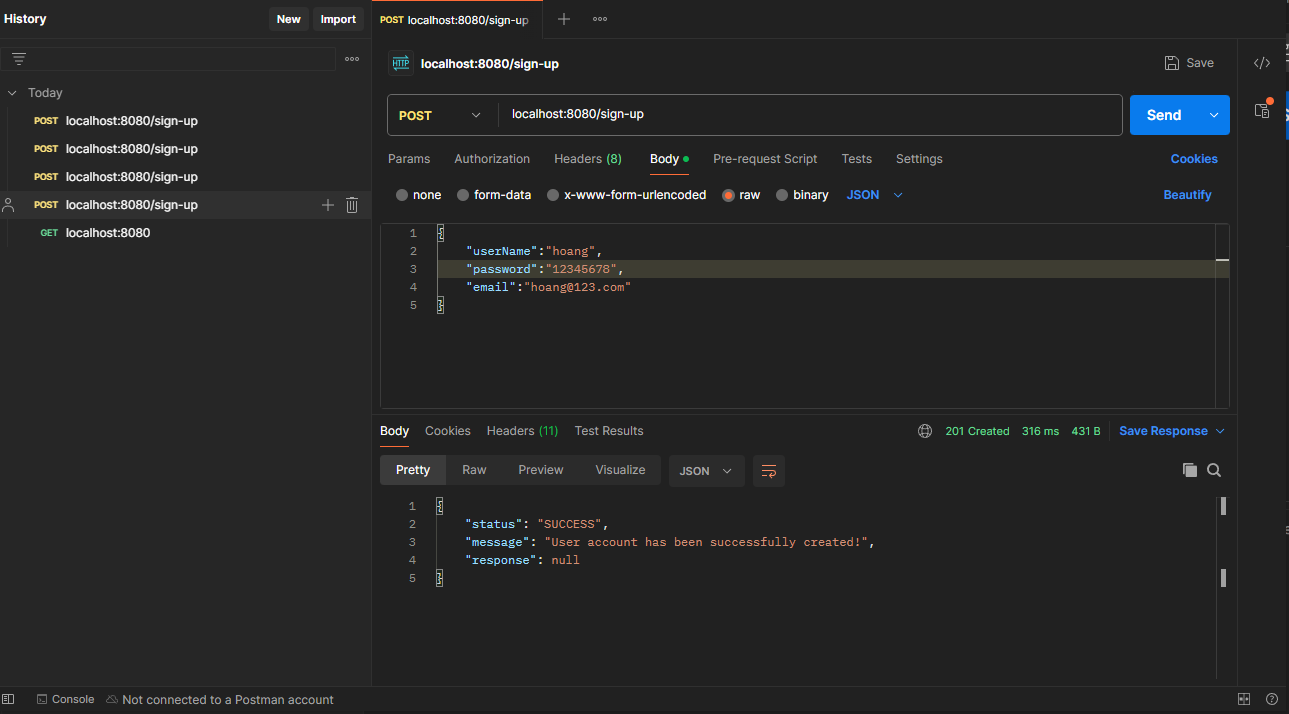 History
New
Import
Today
POST localhost:8080/sign-up
POST localhost:8080/sign-up
POST localhost:8080/sign-up
POST localhost:8080/sign-up
GET localhost:8080
POST localhost:8080/sign-up
HTTP localhost:8080/sign-up
Save
POST
localhost:8080/sign-up
Send
Params Authorization Headers (8) Body Pre-request Script Tests Settings Cookies
none form-data x-www-form-urlencoded raw binary JSON Beautify
1 {
2 "userName":"hoang",
3 "password":"12345678",
4 "email":"hoang@123.com"
5 }
Body Cookies Headers (11) Test Results 201 Created 316 ms 431 B Save Response
Pretty Raw Preview Visualize JSON
1 {
2 "status": "SUCCESS",
3 "message": "User account has been successfully created!",
4 "response": null
5 }
Console Not connected to a Postman account